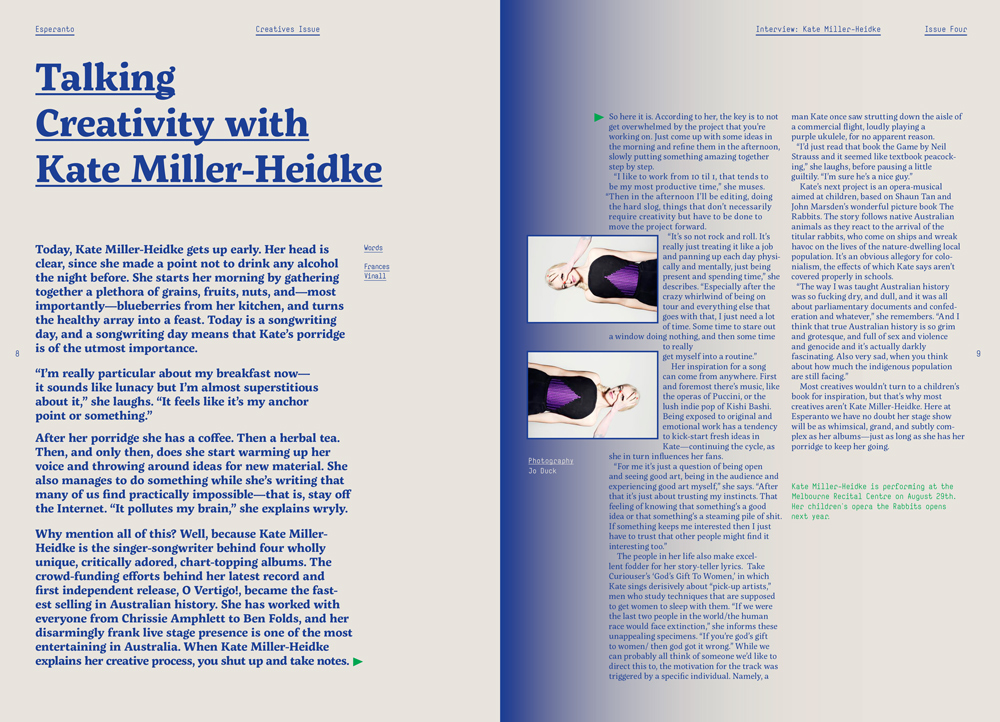 Esperanto
Creatives Issue
Talking
Creativity with
Kate Miller-Heidke
Today, Kate Miller-Heidke gets up early. Her head is
clear, since she made a point not to drink any alcohol
the night before. She starts her morning by gathering
together a plethora of grains, fruits, nuts, and—most
importantly—blueberries from her kitchen, and turns
the healthy array into a feast. Today is a songwriting
day, and a songwriting day means that Kate's porridge
is of the utmost importance.
“I'm really particular about my breakfast now—
it sounds like lunacy but I'm almost superstitious
about it,” she laughs. “It feels like it's my anchor
point or something.”
After her porridge she has a coffee. Then a herbal tea.
Then, and only then, does she start warming up her
voice and throwing around ideas for new material. She
also manages to do something while she's writing that
many of us find practically impossible—that is, stay off
the Internet. “It pollutes my brain,” she explains wryly.
Why mention all of this? Well, because Kate Miller-
Heidke is the singer-songwriter behind four wholly
unique, critically adored, chart-topping albums. The
crowd-funding efforts behind her latest record and
first independent release, O Vertigo!, became the fast-
est selling in Australian history. She has worked with
everyone from Chrissie Amphlett to Ben Folds, and her
disarmingly frank live stage presence is one of the most
entertaining in Australia. When Kate Miller-Heidke
explains her creative process, you shut up and take notes.
Words
Frances
Vinall
8
Interview: Kate Miller-Heidke
Issue Four
So here it is. According to her, the key is to not
get overwhelmed by the project that you're
working on. Just come up with some ideas in
the morning and refine them in the afternoon,
slowly putting something amazing together
step by step.
“I like to work from 10 til 1, that tends to
be my most productive time,” she muses.
“Then in the afternoon I'll be editing, doing
the hard slog, things that don't necessarily
require creativity but have to be done to
move the project forward.
“It's so not rock and roll. It's
really just treating it like a job
and panning up each day physi-
cally and mentally, just being
present and spending time,” she
describes. “Especially after the
crazy whirlwind of being on
tour and everything else that
goes with that, I just need a lot
of time. Some time to stare out
a window doing nothing, and then some time
to really
get myself into a routine.”
Her inspiration for a song
can come from anywhere. First
and foremost there's music, like
the operas of Puccini, or the
lush indie pop of Kishi Bashi.
Being exposed to original and
emotional work has a tendency
to kick-start fresh ideas in
Kate—continuing the cycle, as
she in turn influences her fans.
“For me it's just a question of being open
and seeing good art, being in the audience and
experiencing good art myself,” she says. “After
that it's just about trusting my instincts. That
feeling of knowing that something's a good
idea or that something's a steaming pile of shit.
If something keeps me interested then I just
have to trust that other people might find it
interesting too.”
The people in her life also make excel-
lent fodder for her story-teller lyrics. Take
Curiouser's 'God's Gift To Women,' in which
Kate sings derisively about “pick-up artists,”
men who study techniques that are supposed
to get women to sleep with them. “If we were
the last two people in the world/the human
race would face extinction,” she informs these
unappealing specimens. “If you're god's gift
to women/ then god got it wrong.” While we
can probably all think of someone we'd like to
direct this to, the motivation for the track was
triggered by a specific individual. Namely, a
Photography
Jo Duck
man Kate once saw strutting down the aisle of
a commercial flight, loudly playing a
purple ukulele, for no apparent reason.
“I'd just read that book the Game by Neil
Strauss and it seemed like textbook peacock-
ing,” she laughs, before pausing a little
guiltily. “I'm sure he's a nice guy.”
Kate's next project is an opera-musical
aimed at children, based on Shaun Tan and
John Marsden's wonderful picture book The
Rabbits. The story follows native Australian
animals as they react to the arrival of the
titular rabbits, who come on ships and wreak
havoc on the lives of the nature-dwelling local
population. It's an obvious allegory for colo-
nialism, the effects of which Kate says aren't
covered properly in schools.
“The way I was taught Australian history
was so fucking dry, and dull, and it was all
about parliamentary documents and confed-
eration and whatever,” she remembers. “And I
think that true Australian history is so grim
and grotesque, and full of sex and violence
and genocide and it's actually darkly
fascinating. Also very sad, when you think
about how much the indigenous population
are still facing.”
Most creatives wouldn't turn to a children's
book for inspiration, but that's why most
creatives aren't Kate Miller-Heidke. Here at
Esperanto we have no doubt her stage show
will be as whimsical, grand, and subtly com-
plex as her albums—just as long as she has her
porridge to keep her going.
Kate Miller-Heidke is performing at the
Melbourne Recital Centre on August 29th.
Her children's opera the Rabbits opens
next year.
9